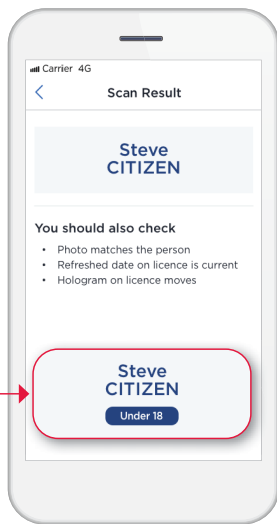 Carrier 4G
Scan Result
Steve
CITIZEN
You should also check
• Photo matches the person
• Refreshed date on licence is current
• Hologram on licence moves
Steve
CITIZEN
Under 18